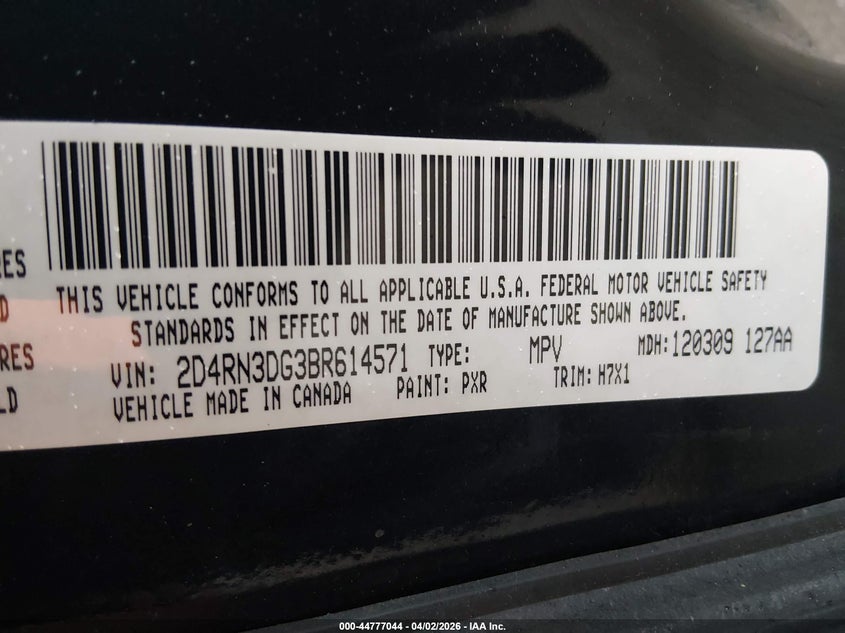 RES
THIS VEHICLE CONFORMS TO ALL APPLICABLE U.S.A. FEDERAL MOTOR VEHICLE SAFETY
D
STANDARDS IN EFFECT ON THE DATE OF MANUFACTURE SHOWN ABOVE.
RES
VIN: 2D4RN3DG3BR614571 TYPE: MPV MDH: 120309 127AA
LD
VEHICLE MADE IN CANADA PAINT: PXR TRIM: H7X1
000-44777044 | 04/02/2026 - IAA Inc.